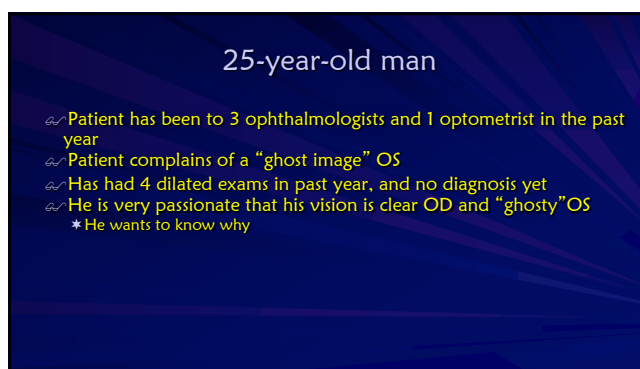 25-year-old man
Patient has been to 3 ophthalmologists and 1 optometrist in the past
year
Patient complains of a “ghost image” OS
Has had 4 dilated exams in past year, and no diagnosis yet
He is very passionate that his vision is clear OD and “ghosty”OS
He wants to know why